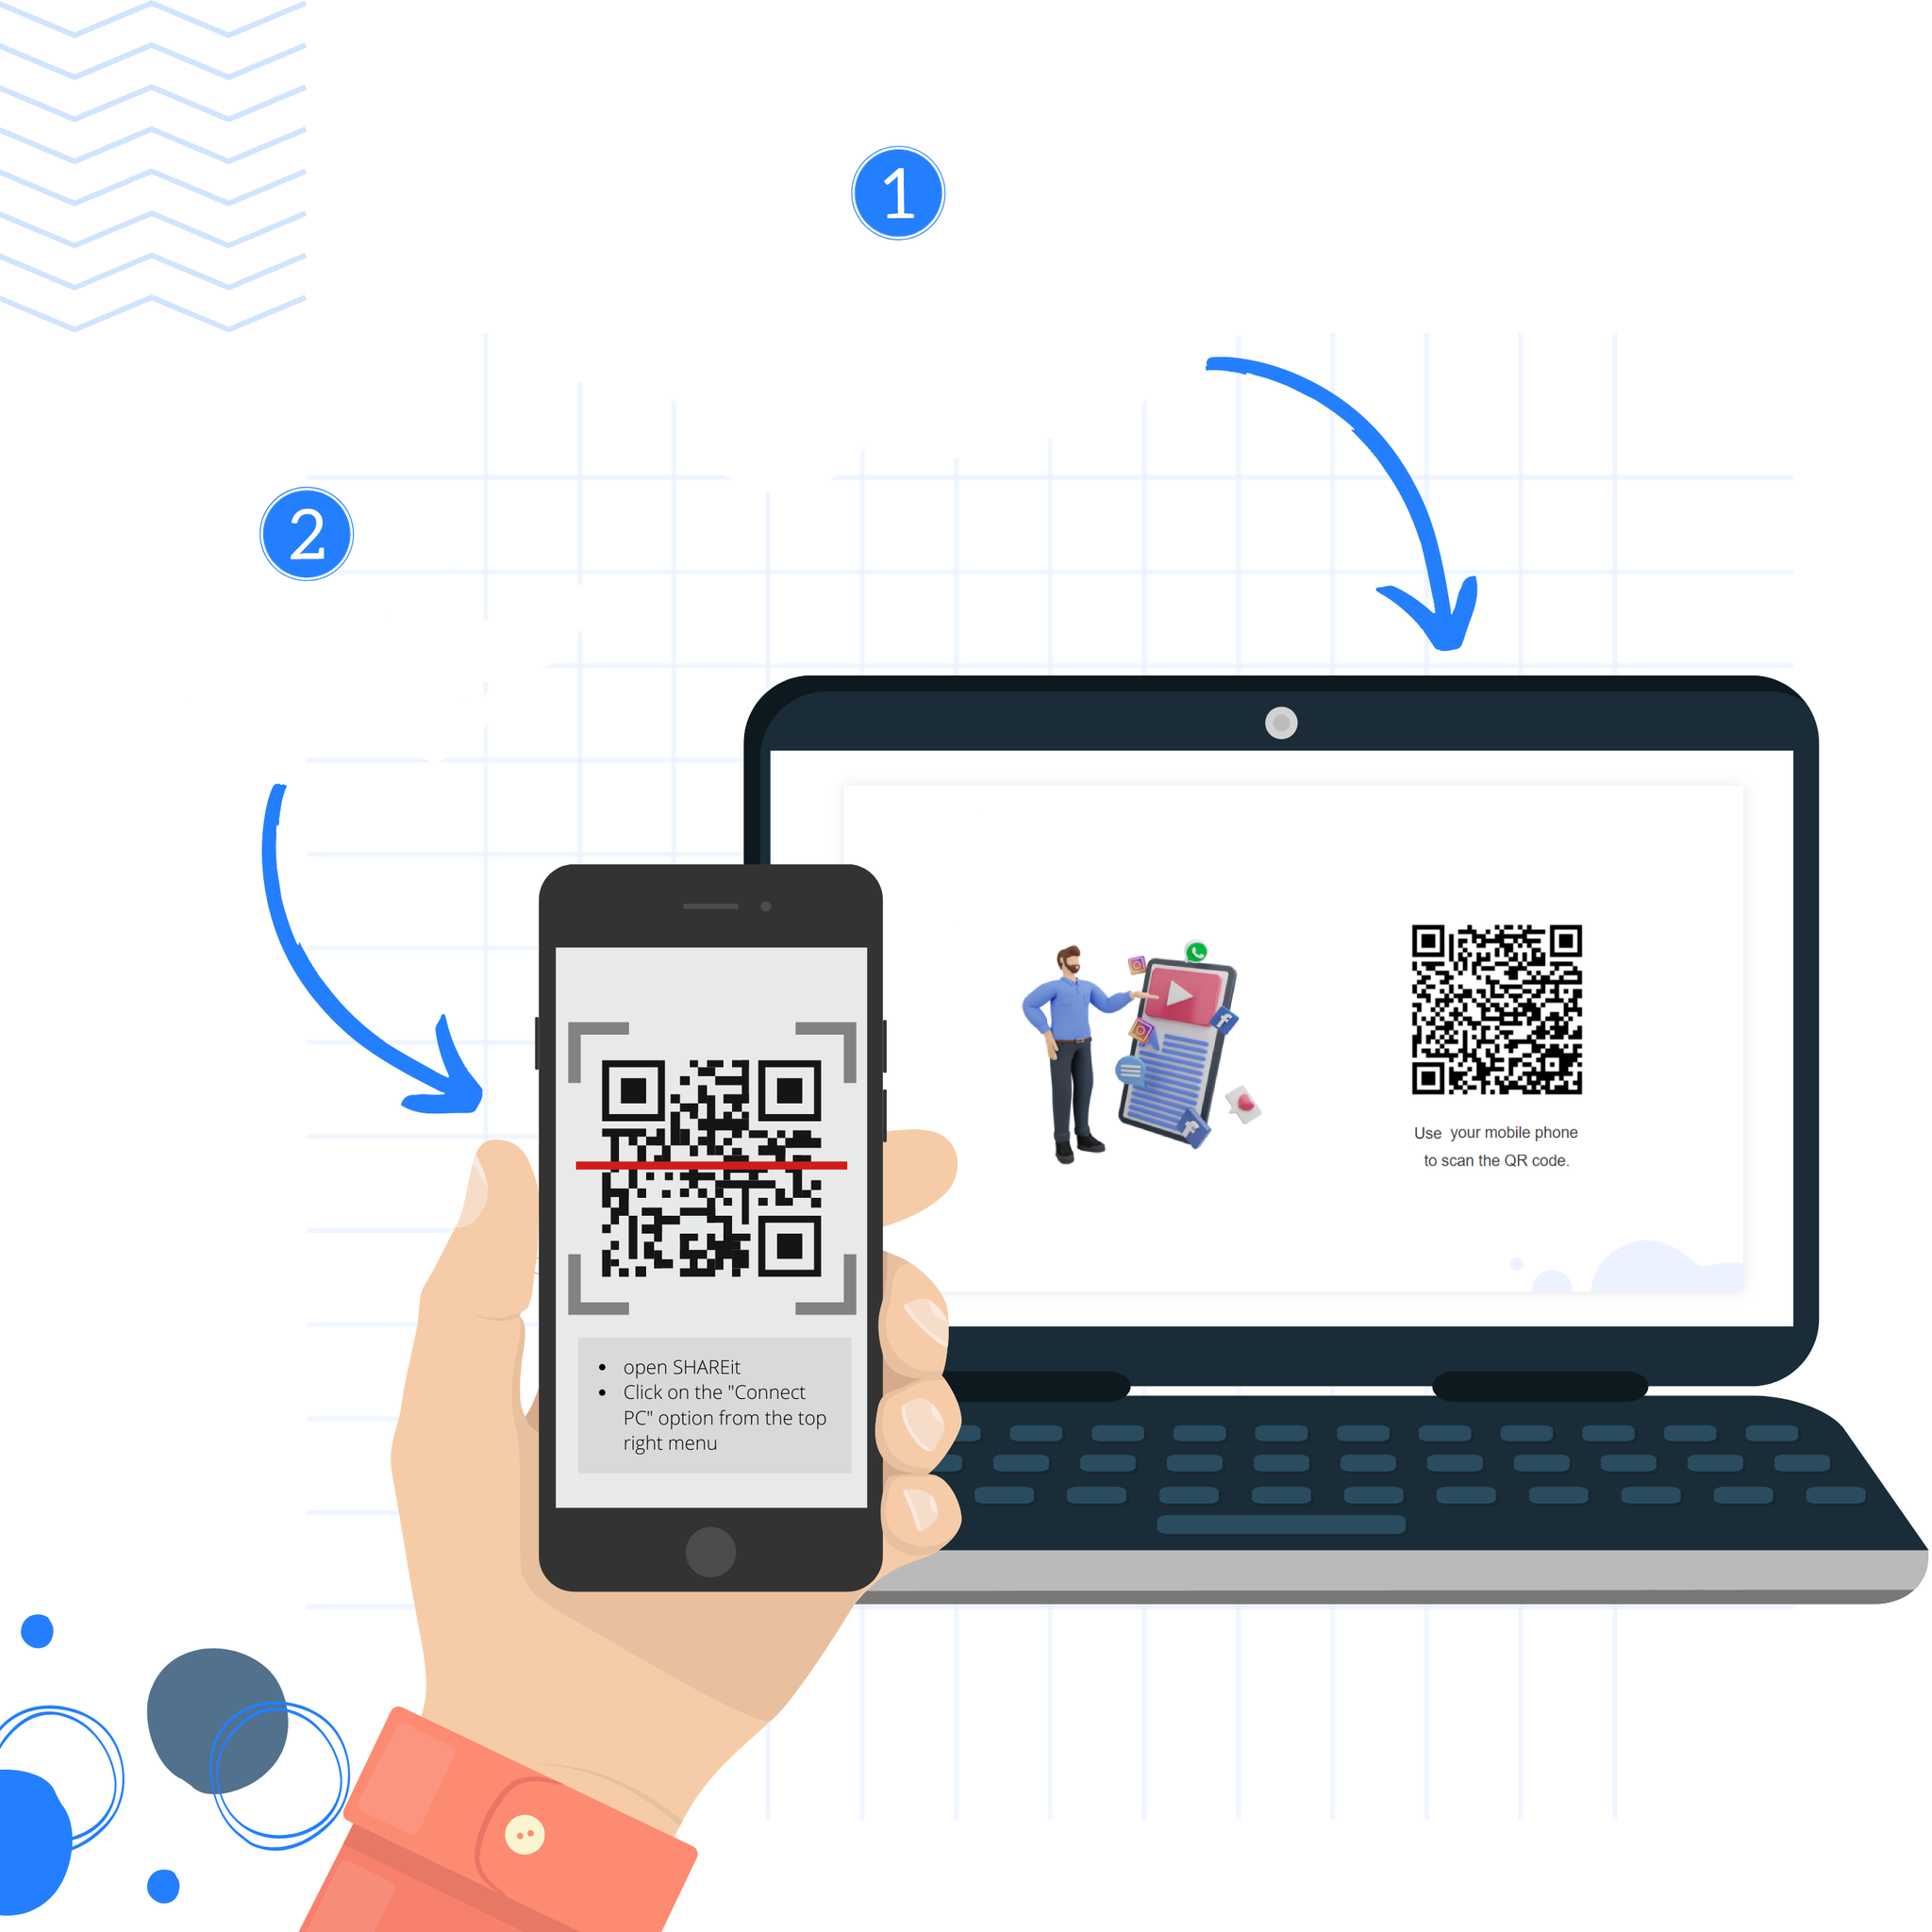 1
2
Use your mobile phone
to scan the QR code.
• open SHAREit
• Click on the "Connect
PC" option from the top
right menu